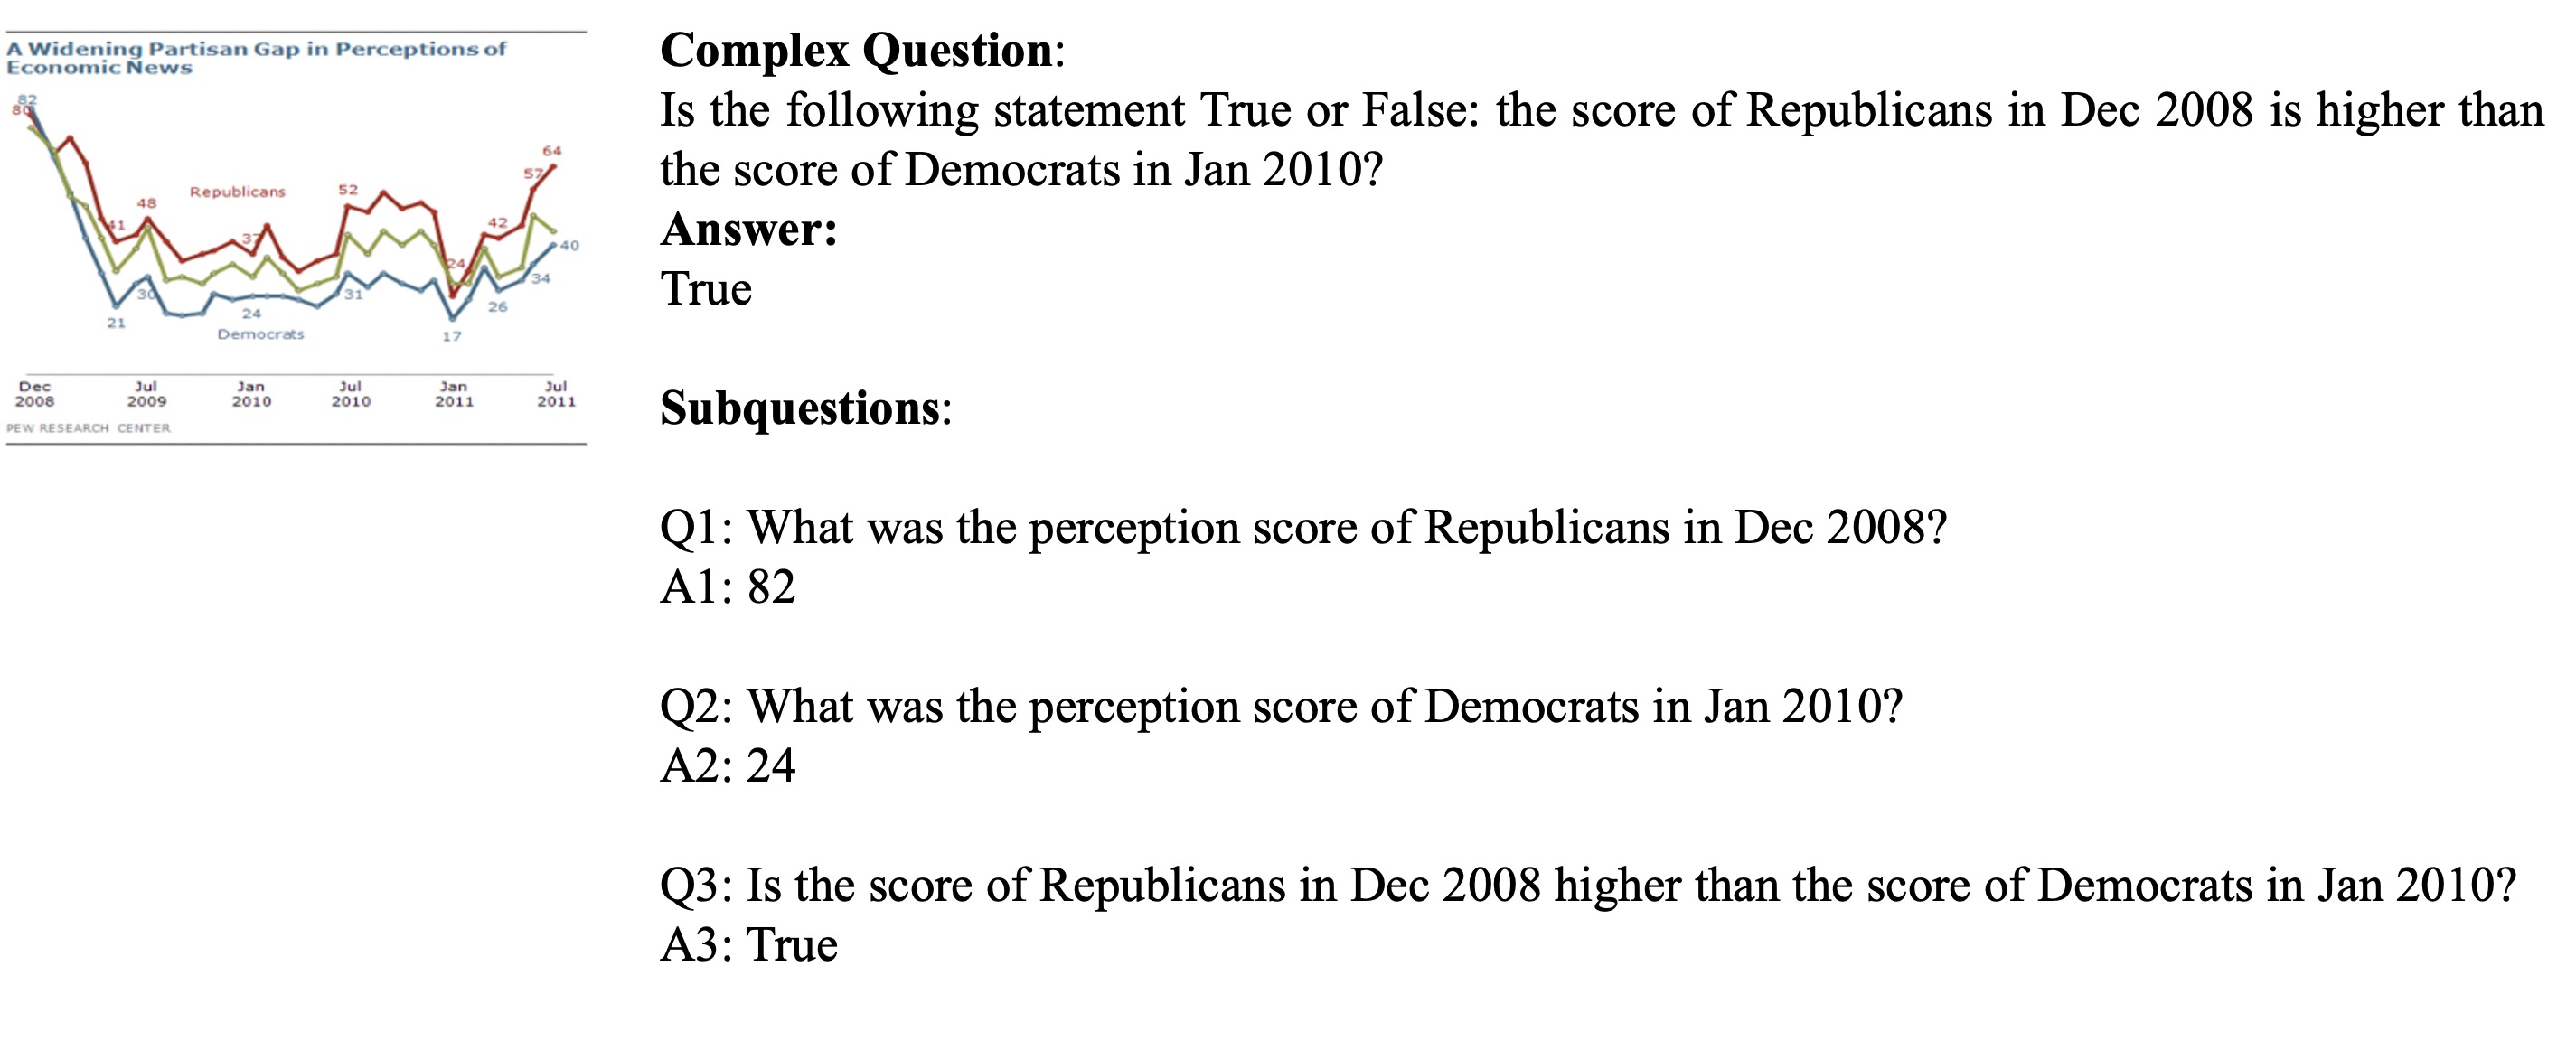 A Widening Partisan Gap in Perceptions of
Economic News
82
80
64
57
Republicans
52
48
41
42
37
40
24
34
30
31
26
24
21
Democrats
17
Dec Jul Jan Jul Jan Jul
2008 2009 2010 2010 2011 2011
PEW RESEARCH CENTER
Complex Question:
Is the following statement True or False: the score of Republicans in Dec 2008 is higher than
the score of Democrats in Jan 2010?
Answer:
True
Subquestions:
Q1: What was the perception score of Republicans in Dec 2008?
A1: 82
Q2: What was the perception score of Democrats in Jan 2010?
A2: 24
Q3: Is the score of Republicans in Dec 2008 higher than the score of Democrats in Jan 2010?
A3: True